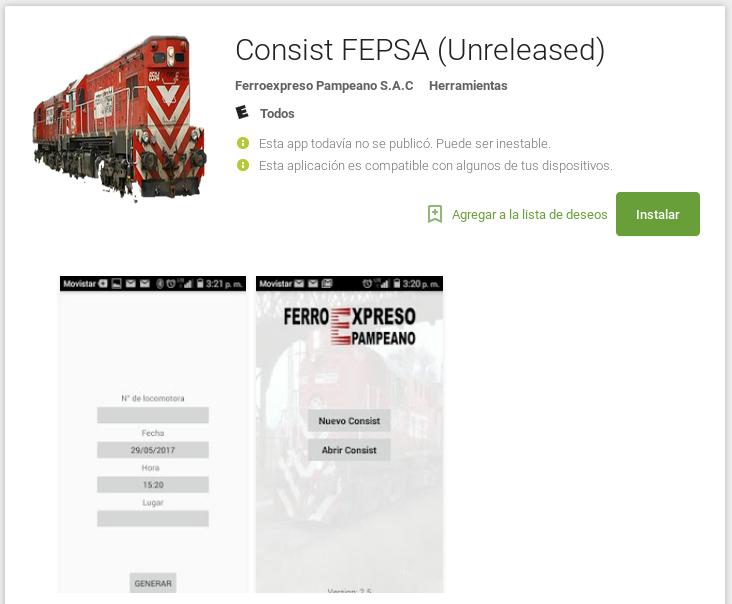 Consist FEPSA (Unreleased)
Ferroexpreso Pampeano S.A.C Herramientas
E Todos
Esta app todavía no se publicó. Puede ser inestable.
Esta aplicación es compatible con algunos de tus dispositivos.
Agregar a la lista de deseos
Instalar
Movistar 3:21 p. m.
N° de locomotora
Fecha
29/05/2017
Hora
15:20
Lugar
GENERAR
Movistar 3:20 p. m.
FERROEXPRESO
PAMPEANO
Nuevo Consist
Abrir Consist
Version: 2.5